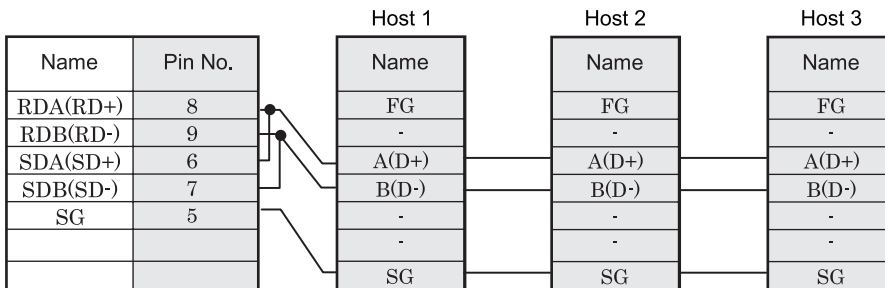 Host 1 Host 2 Host 3
Name Pin No. Name Name Name
RDA(RD+) 8 FG FG FG
RDB(RD-) 9 - - -
SDA(SD+) 6 A(D+) A(D+) A(D+)
SDB(SD-) 7 B(D-) B(D-) B(D-)
SG 5 - - -
- - -
SG SG SG